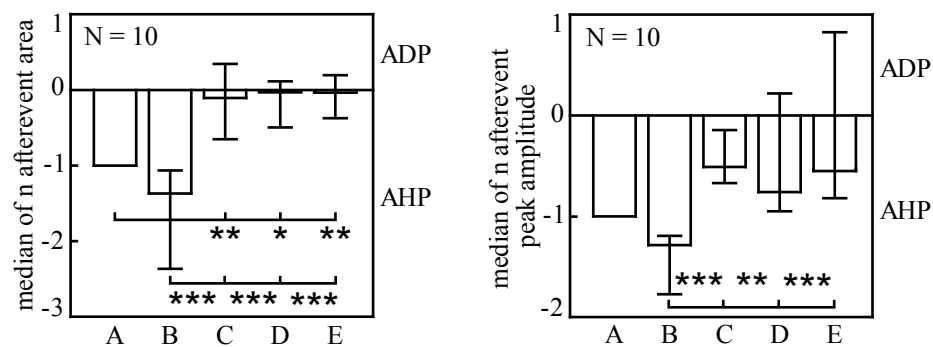 median of n afterevent area
1
0
-1
-2
-3
N = 10
ADP
AHP
** * **
*** *** ***
A B C D E
median of n afterevent
peak amplitude
1
0
-1
-2
N = 10
ADP
AHP
*** ** ***
A B C D E